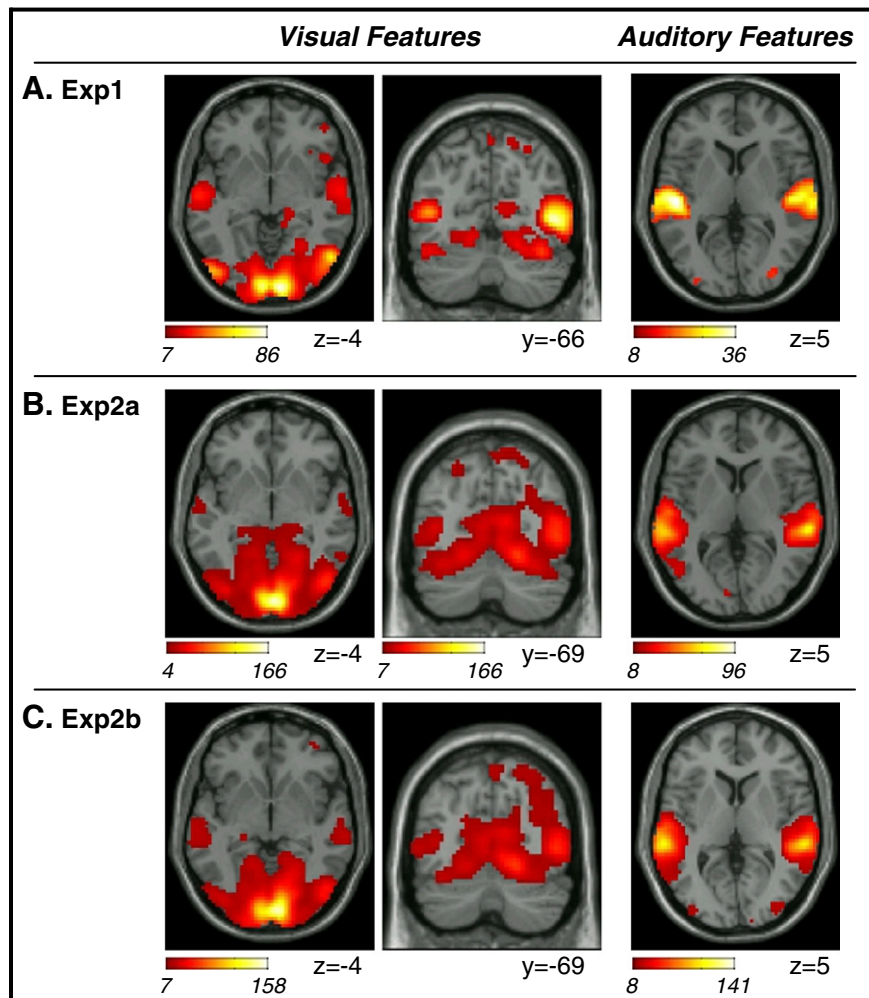 Visual Features Auditory Features
A. Exp1
7 86 z=-4 y=-66 8 36 z=5
B. Exp2a
4 166 z=-4 7 166 y=-69 8 96 z=5
C. Exp2b
7 158 z=-4 y=-69 8 141 z=5